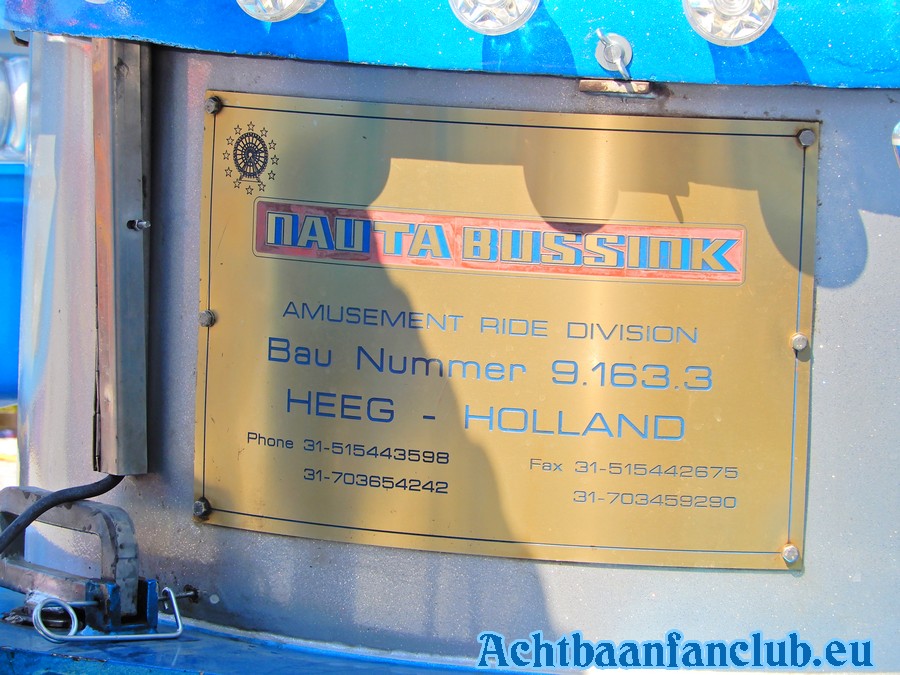 NAUTA BUSSINK
AMUSEMENT RIDE DIVISION
Bau Nummer 9.163.3
HEEG - HOLLAND
Phone 31-515443598
31-703654242
Fax 31-515442675
31-703459290
Achtbaanfanclub.eu